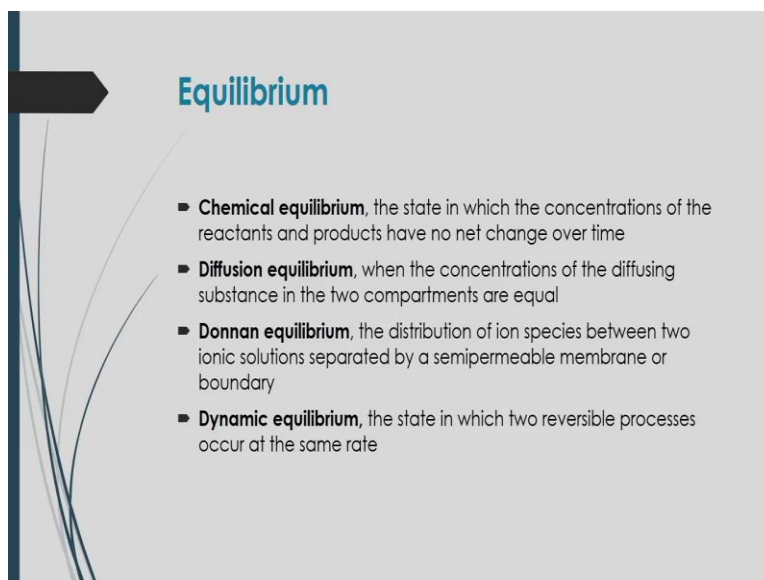 Equilibrium
Chemical equilibrium, the state in which the concentrations of the
reactants and products have no net change over time
Diffusion equilibrium, when the concentrations of the diffusing
substance in the two compartments are equal
Donnan equilibrium, the distribution of ion species between two
ionic solutions separated by a semipermeable membrane or
boundary
Dynamic equilibrium, the state in which two reversible processes
occur at the same rate